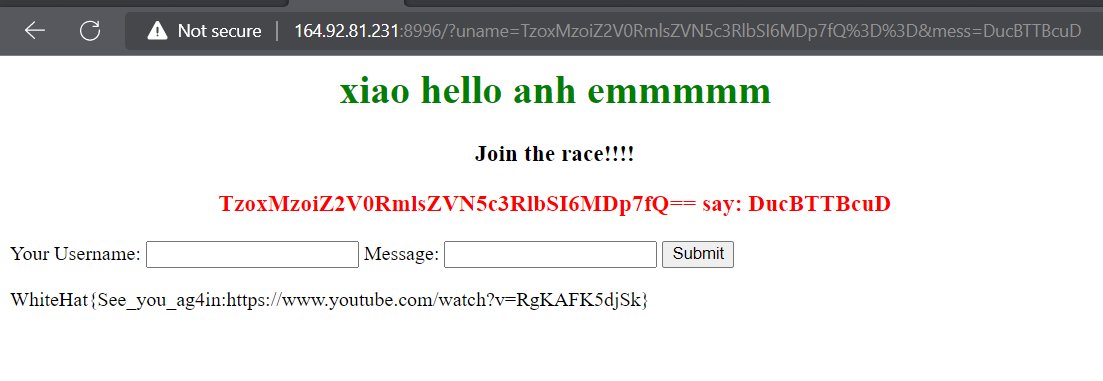 Not secure | 164.92.81.231:8996/?uname=TzoxMzoiZ2V0RmlsZVN5c3RlbSI6MDp7fQ%3D%3D&mess=DucBTTBcuD
xiao hello anh emmmmm
Join the race!!!!
TzoxMzoiZ2V0RmlsZVN5c3RlbSI6MDp7fQ== say: DucBTTBcuD
Your Username: Message: Submit
WhiteHat{See_you_ag4in:https://www.youtube.com/watch?v=RgKAFK5djSk}